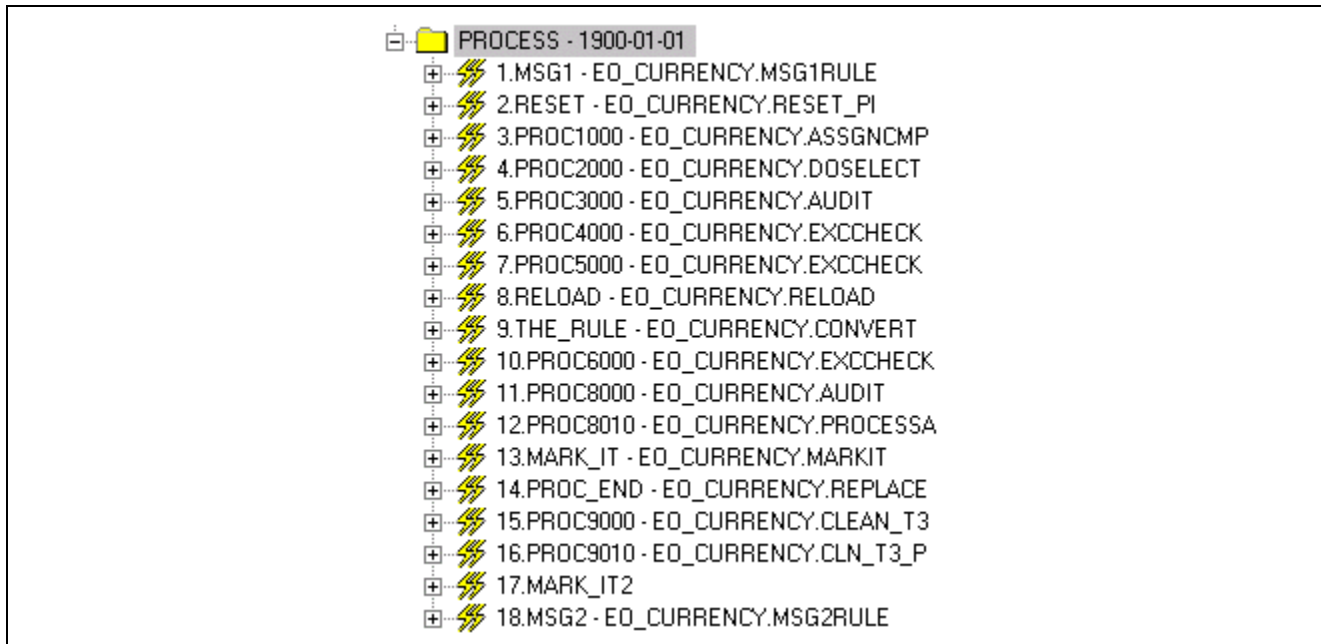 PROCESS - 1900-01-01
1.MSG1 - EO_CURRENCY.MSG1RULE
2.RESET - EO_CURRENCY.RESET_PI
3.PROC1000 - EO_CURRENCY.ASSGNCMP
4.PROC2000 - EO_CURRENCY.DOSELECT
5.PROC3000 - EO_CURRENCY.AUDIT
6.PROC4000 - EO_CURRENCY.EXCCHECK
7.PROC5000 - EO_CURRENCY.EXCCHECK
8.RELOAD - EO_CURRENCY.RELOAD
9.THE_RULE - EO_CURRENCY.CONVERT
10.PROC6000 - EO_CURRENCY.EXCCHECK
11.PROC8000 - EO_CURRENCY.AUDIT
12.PROC8010 - EO_CURRENCY.PROCESSA
13.MARK_IT - EO_CURRENCY.MARKIT
14.PROC_END - EO_CURRENCY.REPLACE
15.PROC9000 - EO_CURRENCY.CLEAN_T3
16.PROC9010 - EO_CURRENCY.CLN_T3_P
17.MARK_IT2
18.MSG2 - EO_CURRENCY.MSG2RULE